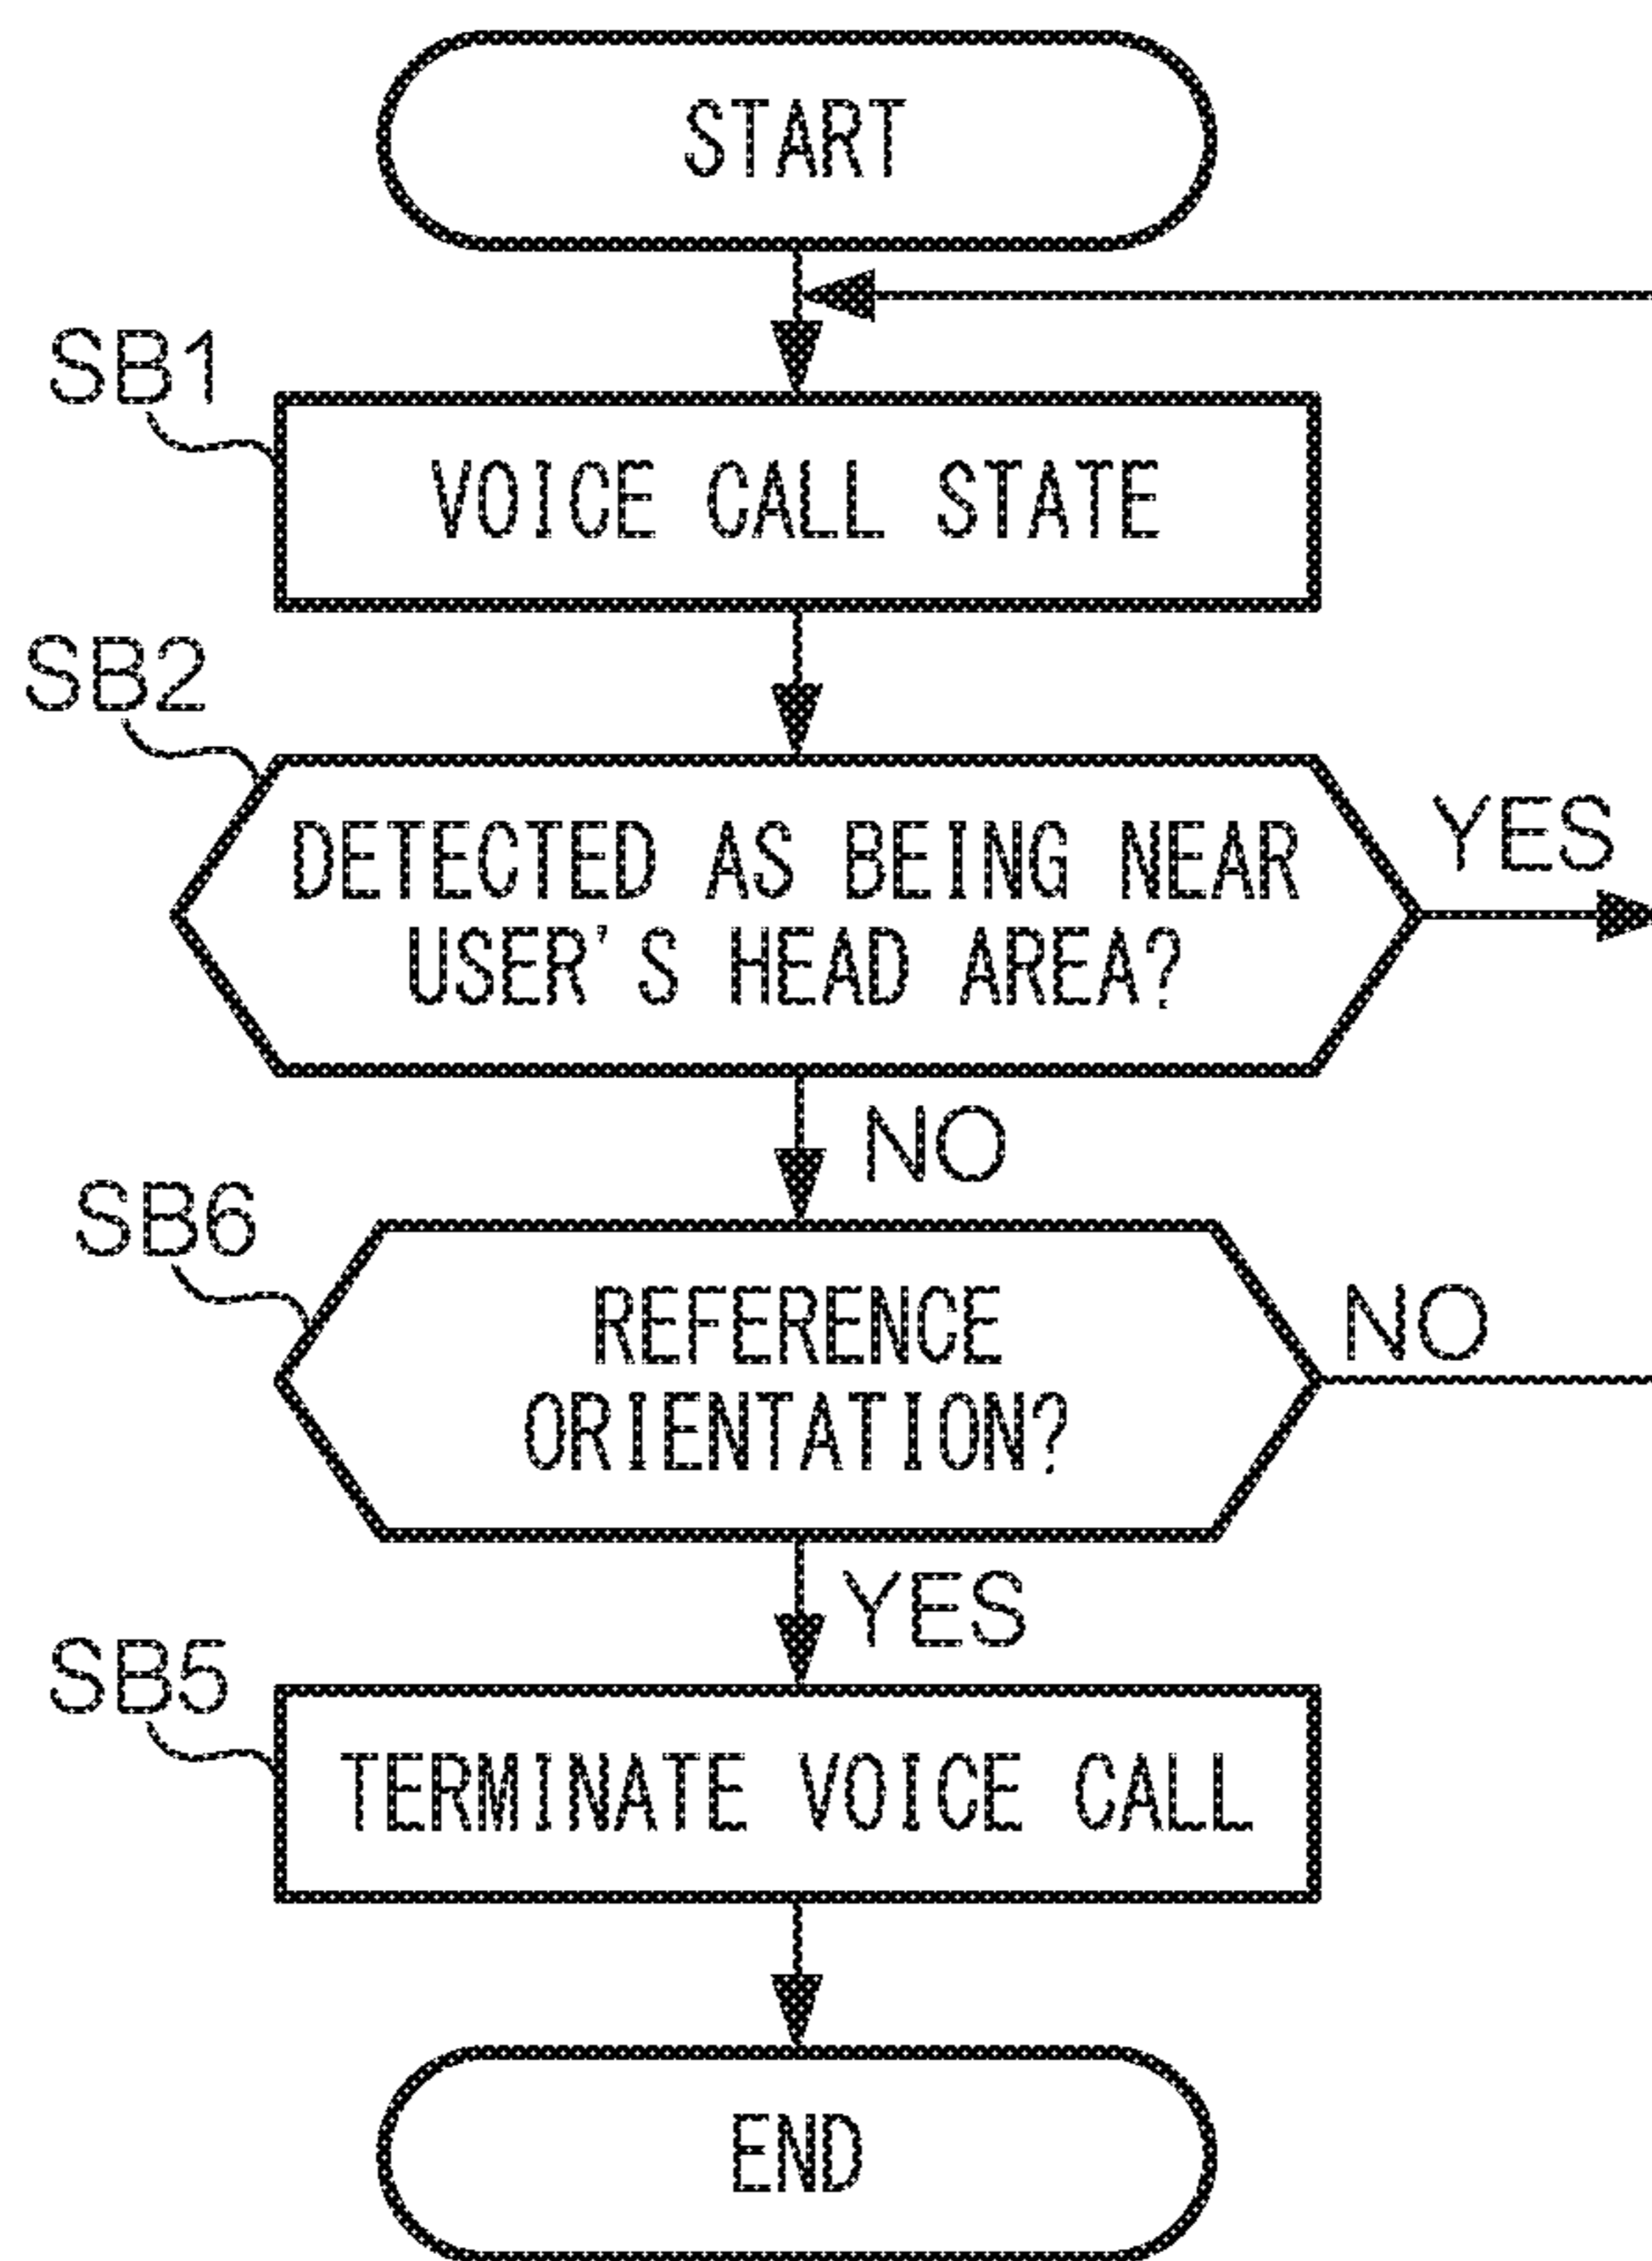 START
SB1
VOICE CALL STATE
SB2
DETECTED AS BEING NEAR
USER'S HEAD AREA?
YES
NO
SB6
REFERENCE
ORIENTATION?
NO
YES
SB5
TERMINATE VOICE CALL
END